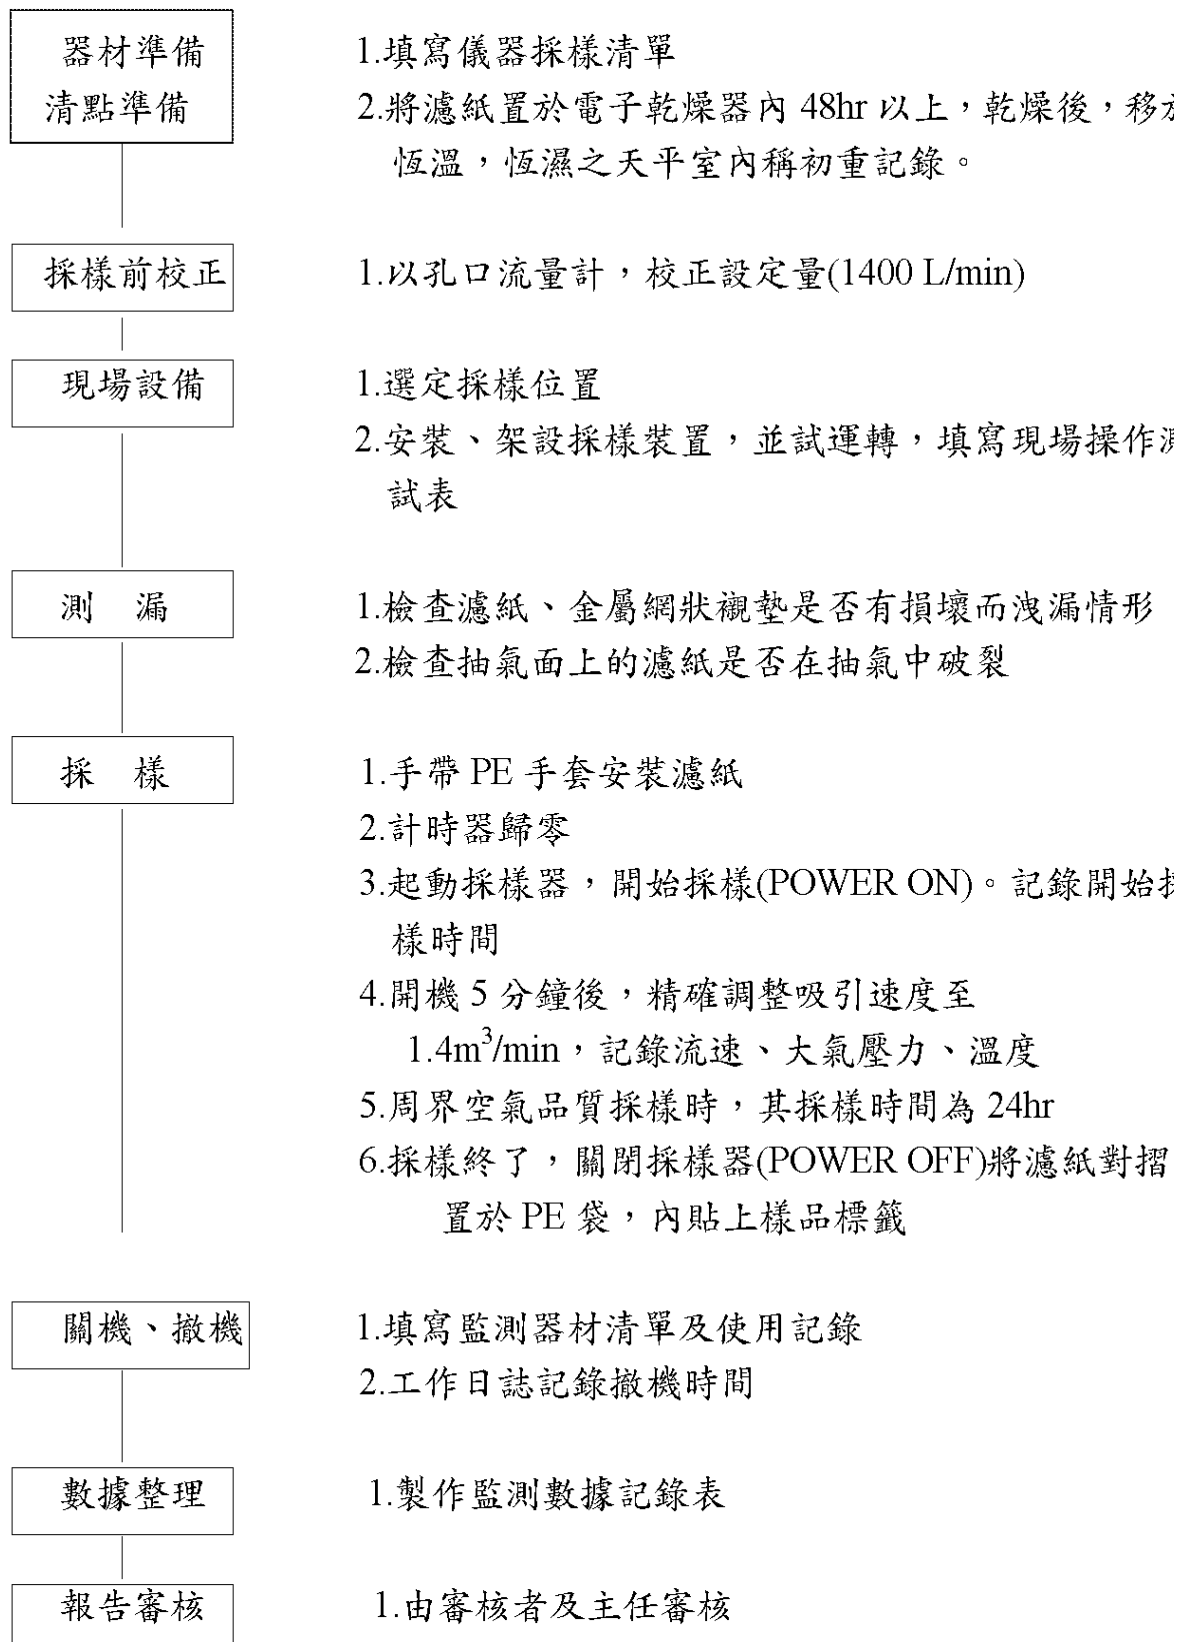 器材準備
清點準備
1.填寫儀器採樣清單
2.將濾紙置於電子乾燥器內 48hr 以上，乾燥後，移
恆溫，恆濕之天平室內稱初重記錄。
採樣前校正
1.以孔口流量計，校正設定量(1400 L/min)
現場設備
1.選定採樣位置
2.安裝、架設採樣裝置，並試運轉，填寫現場操作
試表
測 漏
1.檢查濾紙、金屬網狀襯墊是否有損壞而洩漏情形
2.檢查抽氣面上的濾紙是否在抽氣中破裂
採 樣
1.手帶 PE 手套安裝濾紙
2.計時器歸零
3.起動採樣器，開始採樣(POWER ON)。記錄開始
樣時間
4.開機 5 分鐘後，精確調整吸引速度至
1.4m³/min，記錄流速、大氣壓力、溫度
5.周界空氣品質採樣時，其採樣時間為 24hr
6.採樣終了，關閉採樣器(POWER OFF)將濾紙對摺
置於 PE 袋，內貼上樣品標籤
關機、撤機
1.填寫監測器材清單及使用記錄
2.工作日誌記錄撤機時間
數據整理
1.製作監測數據記錄表
報告審核
1.由審核者及主任審核